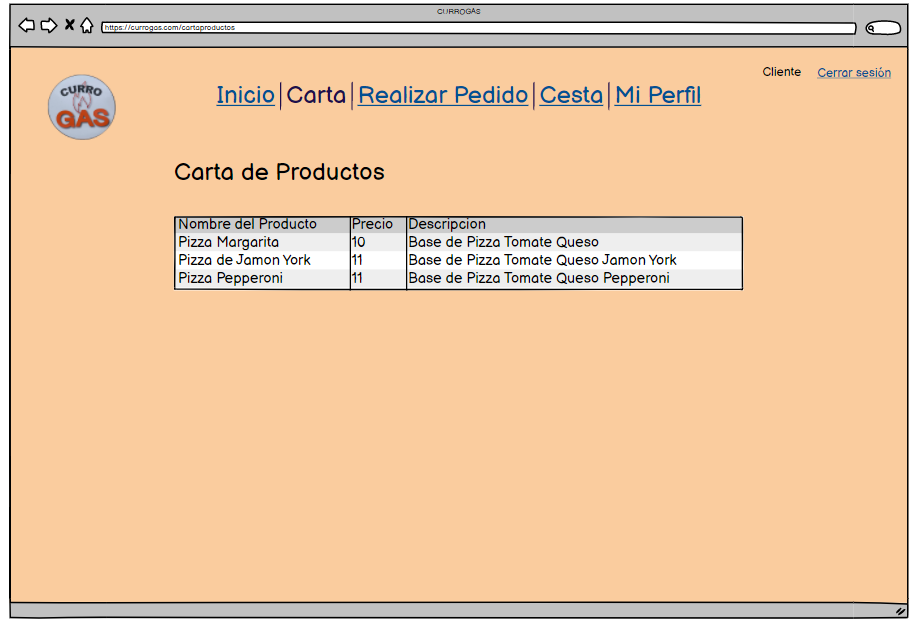 CURROGÁS
https://currogas.com/cartaproductos
Cliente Cerrar sesión
CURRO
GAS
Inicio Carta Realizar Pedido Cesta Mi Perfil
Carta de Productos
Nombre del Producto Precio Descripcion
Pizza Margarita 10 Base de Pizza Tomate Queso
Pizza de Jamon York 11 Base de Pizza Tomate Queso Jamon York
Pizza Pepperoni 11 Base de Pizza Tomate Queso Pepperoni